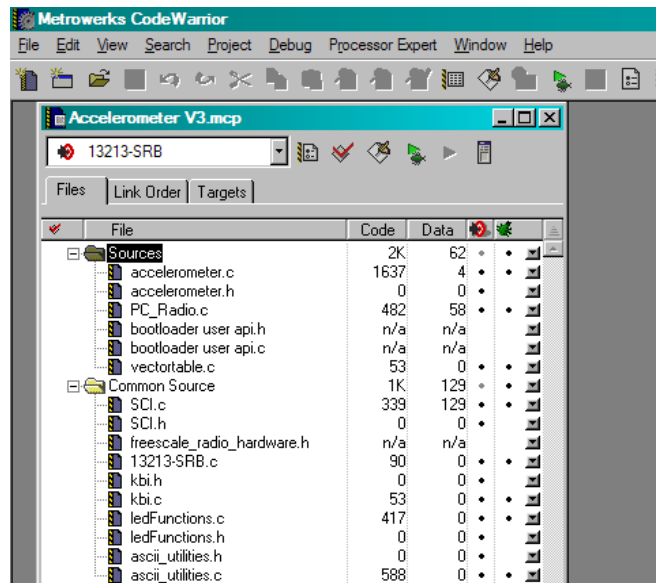 Metrowerks CodeWarrior
File Edit View Search Project Debug Processor Expert Window Help
Accelerometer V3.mcp
13213-SRB
Files Link Order Targets
File Code Data
Sources 2K 62
accelerometer.c 1637 4
accelerometer.h 0 0
PC_Radio.c 482 58
bootloader user api.h n/a n/a
bootloader user api.c n/a n/a
vectortable.c 53 0
Common Source 1K 129
SCI.c 339 129
SCI.h 0 0
freescale_radio_hardware.h n/a n/a
13213-SRB.c 90 0
kbi.h 0 0
kbi.c 53 0
ledFunctions.c 417 0
ledFunctions.h 0 0
ascii_utilities.h 0 0
ascii_utilities.c 588 0